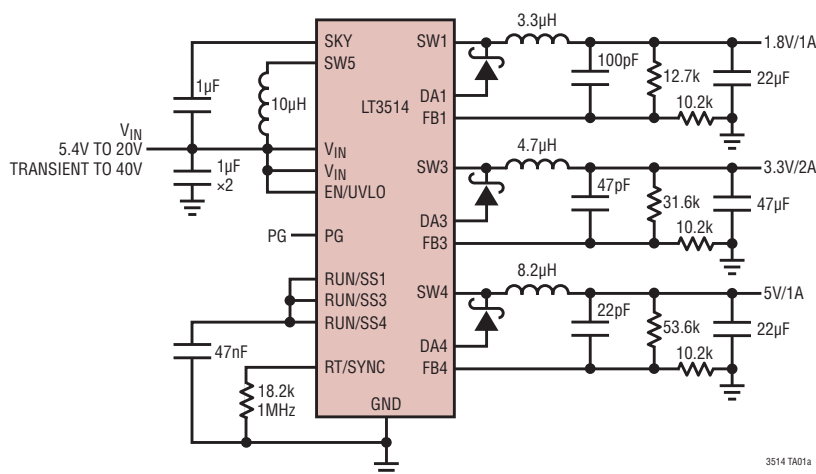 SKY
SW5
V_IN
V_IN
EN/UVLO
PG
RUN/SS1
RUN/SS3
RUN/SS4
RT/SYNC
GND
LT3514
SW1
DA1
FB1
SW3
DA3
FB3
SW4
DA4
FB4
1µF
10µH
V_IN
5.4V TO 20V
TRANSIENT TO 40V
1µF
×2
PG
47nF
18.2k
1MHz
3.3µH
100pF
12.7k
10.2k
22µF
1.8V/1A
4.7µH
47pF
31.6k
10.2k
47µF
3.3V/2A
8.2µH
22pF
53.6k
10.2k
22µF
5V/1A
3514 TA01a